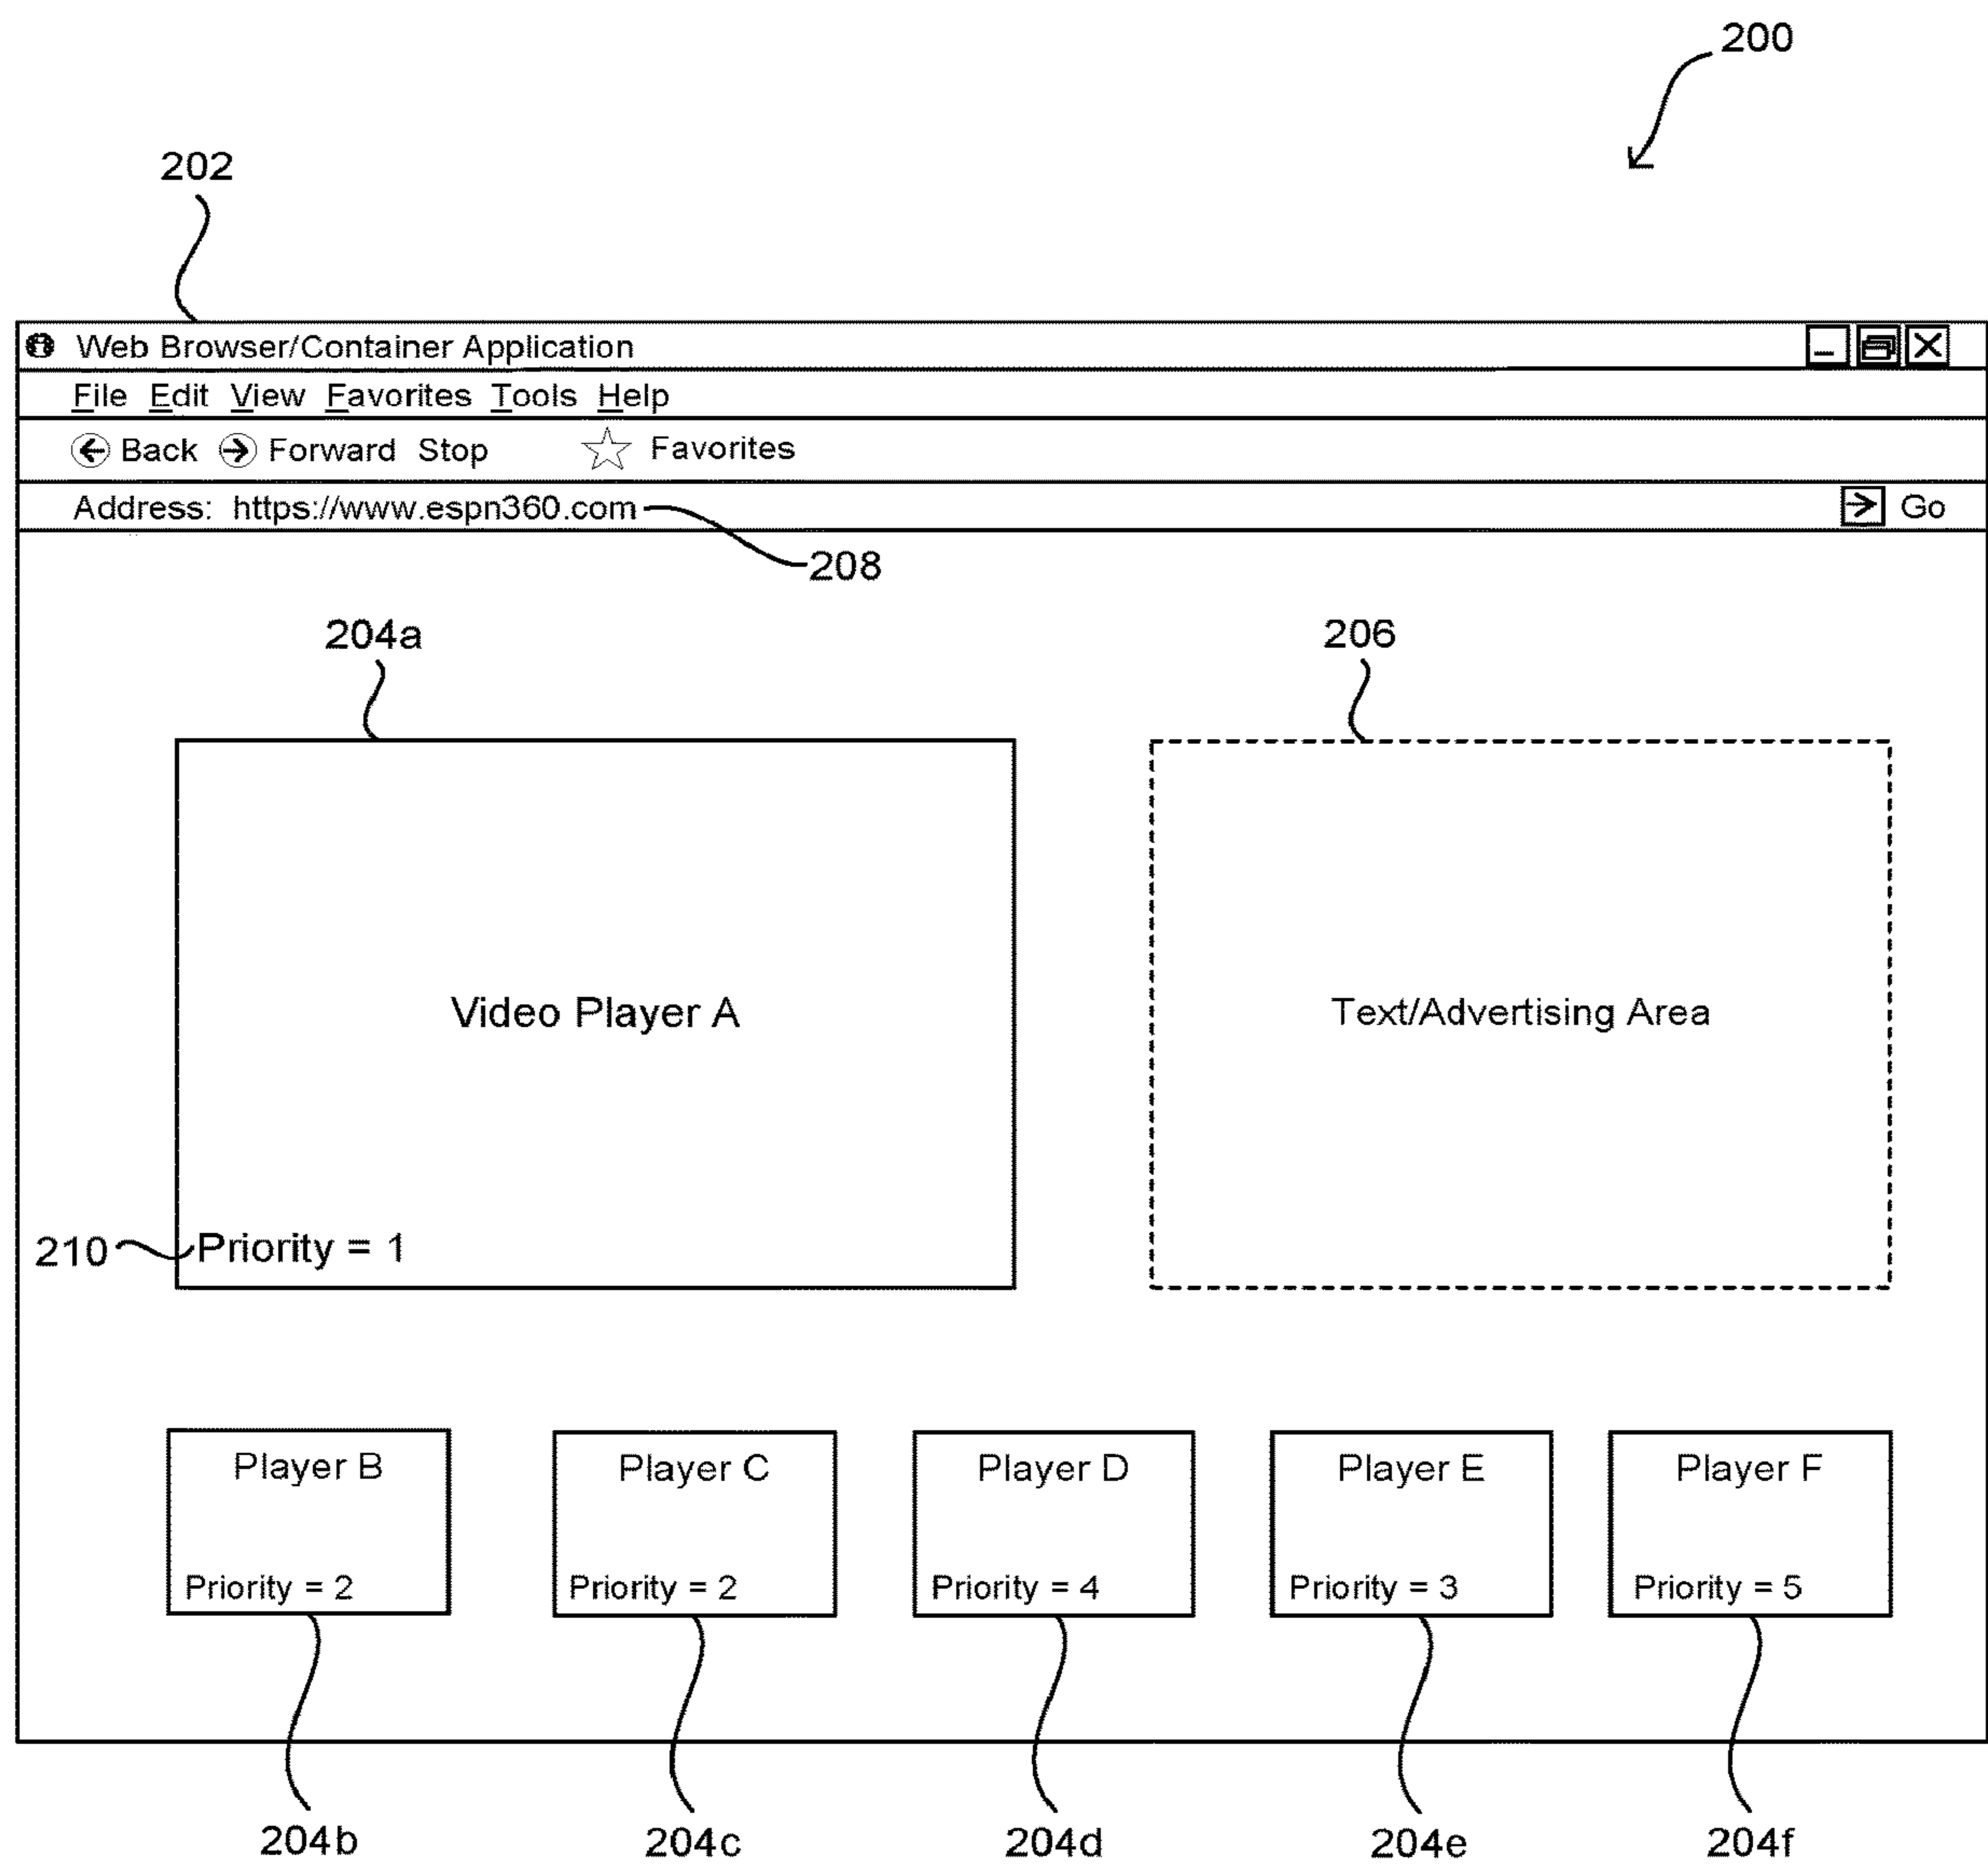 200
202
Web Browser/Container Application
File Edit View Favorites Tools Help
Back Forward Stop Favorites
Address: https://www.espn360.com Go
208
204a 206
Video Player A Text/Advertising Area
210 Priority = 1
Player B Player C Player D Player E Player F
Priority = 2 Priority = 2 Priority = 4 Priority = 3 Priority = 5
204b 204c 204d 204e 204f